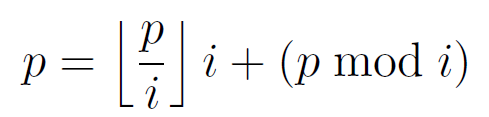 p = ⌊p/i⌋ i + (p mod i)